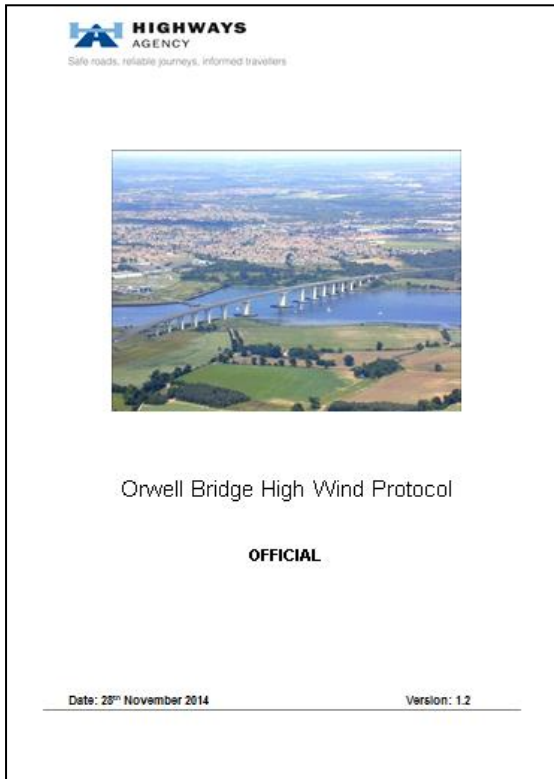 HIGHWAYS
AGENCY
Safe roads, reliable journeys, informed travellers
Orwell Bridge High Wind Protocol
OFFICIAL
Date: 28th November 2014 Version: 1.2